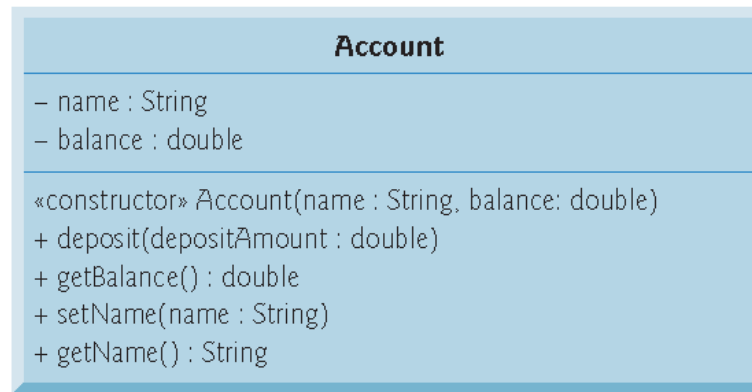 Account
– name : String
– balance : double
«constructor» Account(name : String, balance: double)
+ deposit(depositAmount : double)
+ getBalance() : double
+ setName(name : String)
+ getName() : String